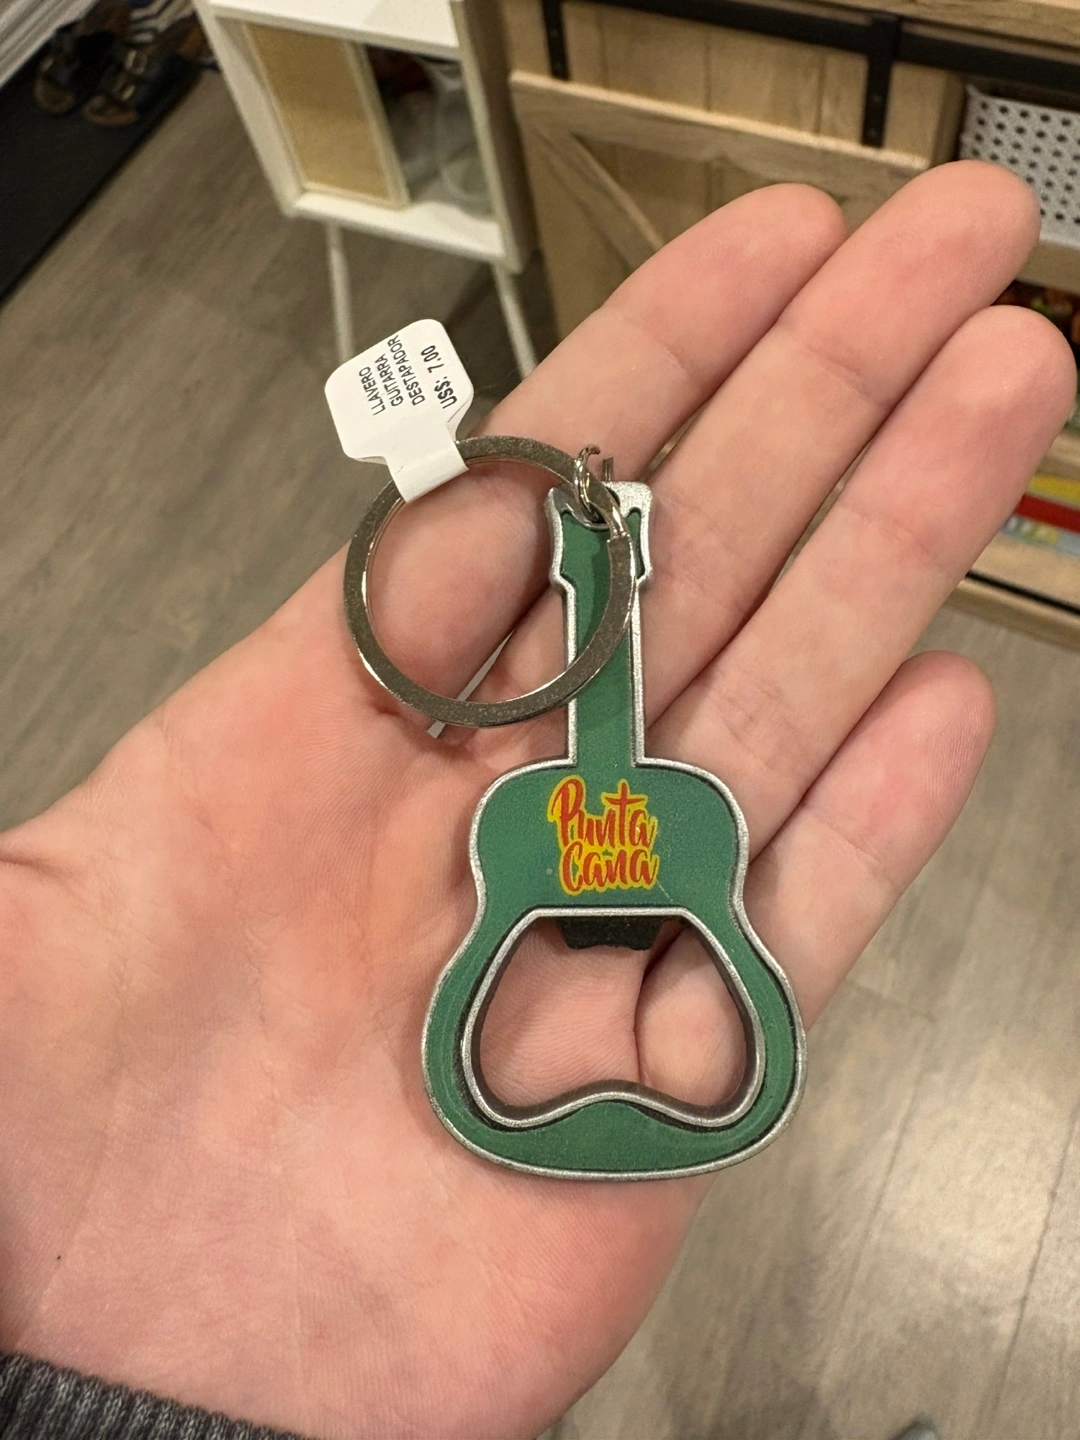 LLAVERO
GUITARRA
DESTAPADOR
US$: 7.00
Punta
Cana